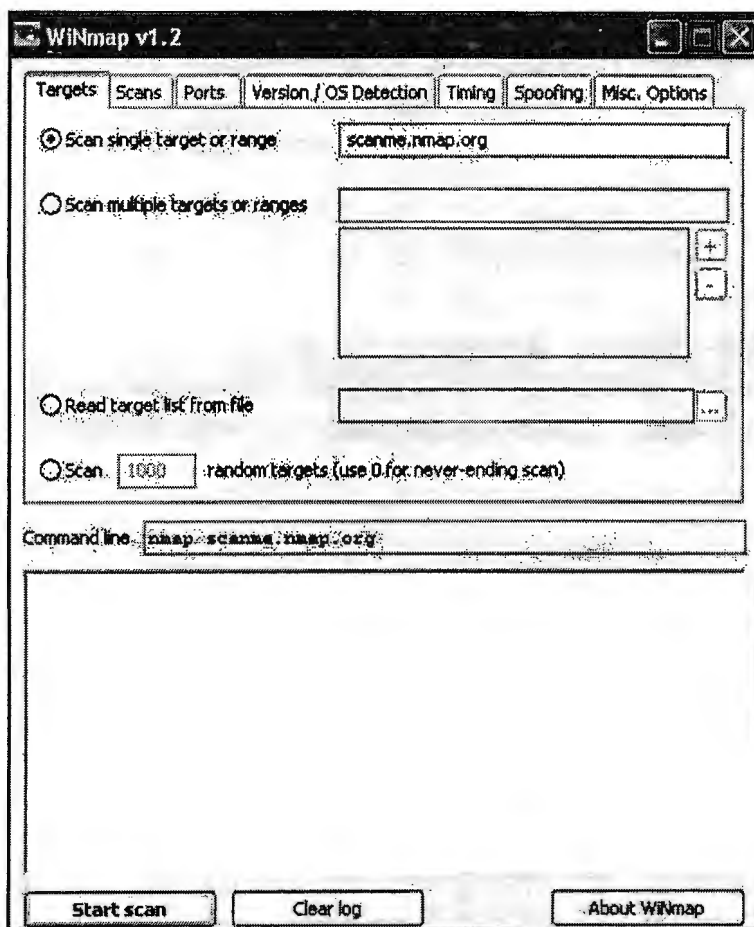 WiNmap v1.2
Targets Scans Ports Version / OS Detection Timing Spoofing Misc. Options
Scan single target or range scanme.nmap.org
Scan multiple targets or ranges
+
-
Read target list from file ...
Scan 1000 random targets (use 0 for never-ending scan)
Command line nmap scanme.nmap.org
Start scan Clear log About WiNmap